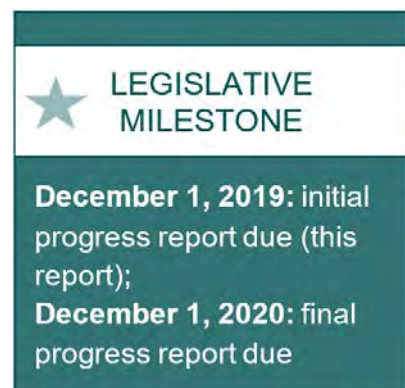 LEGISLATIVE
MILESTONE
December 1, 2019: initial
progress report due (this
report);
December 1, 2020: final
progress report due